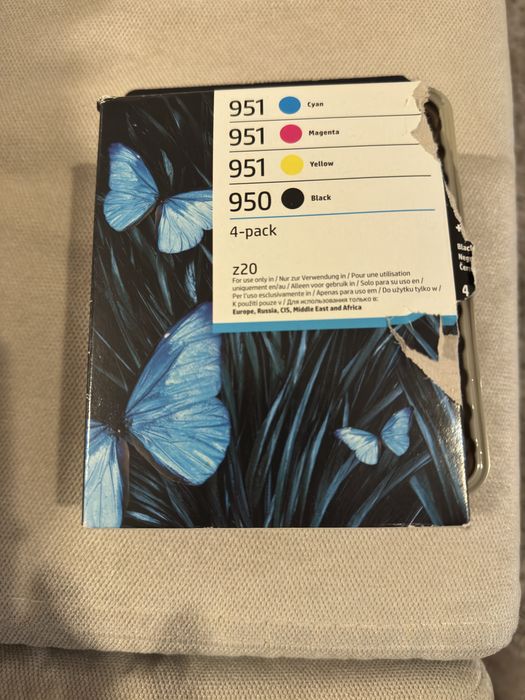 951 Cyan
951 Magenta
951 Yellow
950 Black
4-pack
z20
For use only in / Nur zur Verwendung in / Pour une utilisation
uniquement en/au / Alleen voor gebruik in / Solo para su uso en /
Per l'uso esclusivamente in / Apenas para uso em / Do użytku tylko w /
K použití pouze v / Для использования только в:
Europe, Russia, CIS, Middle East and Africa
+
Black
4